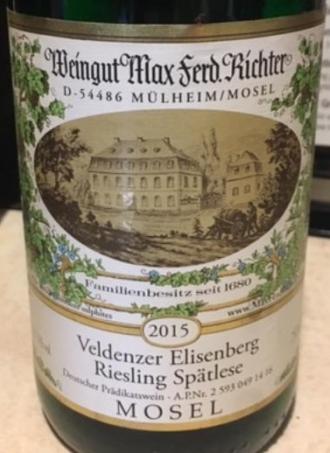 Weingut Max Ferd. Richter
D-54486 MÜLHEIM/MOSEL
Familienbesitz seit 1680
2015
Veldenzer Elisenberg
Riesling Spätlese
Deutscher Prädikatswein - A.P.Nr. 2 593 049 14 16
MOSEL